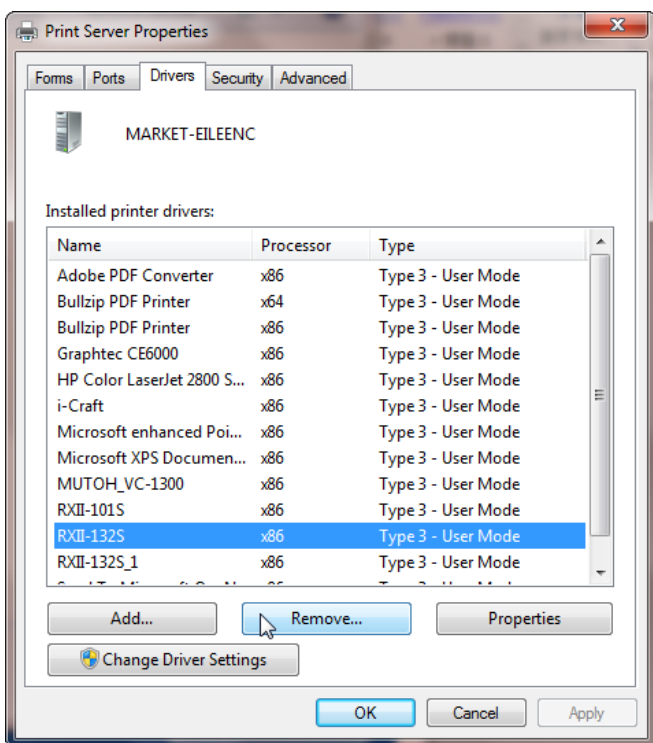 Print Server Properties
Forms Ports Drivers Security Advanced
MARKET-EILEENC
Installed printer drivers:
Name Processor Type
Adobe PDF Converter x86 Type 3 - User Mode
Bullzip PDF Printer x64 Type 3 - User Mode
Bullzip PDF Printer x86 Type 3 - User Mode
Graphtec CE6000 x86 Type 3 - User Mode
HP Color LaserJet 2800 S... x86 Type 3 - User Mode
i-Craft x86 Type 3 - User Mode
Microsoft enhanced Poi... x86 Type 3 - User Mode
Microsoft XPS Documen... x86 Type 3 - User Mode
MUTOH_VC-1300 x86 Type 3 - User Mode
RXII-101S x86 Type 3 - User Mode
RXII-132S x86 Type 3 - User Mode
RXII-132S_1 x86 Type 3 - User Mode
Add... Remove... Properties
Change Driver Settings
OK Cancel Apply